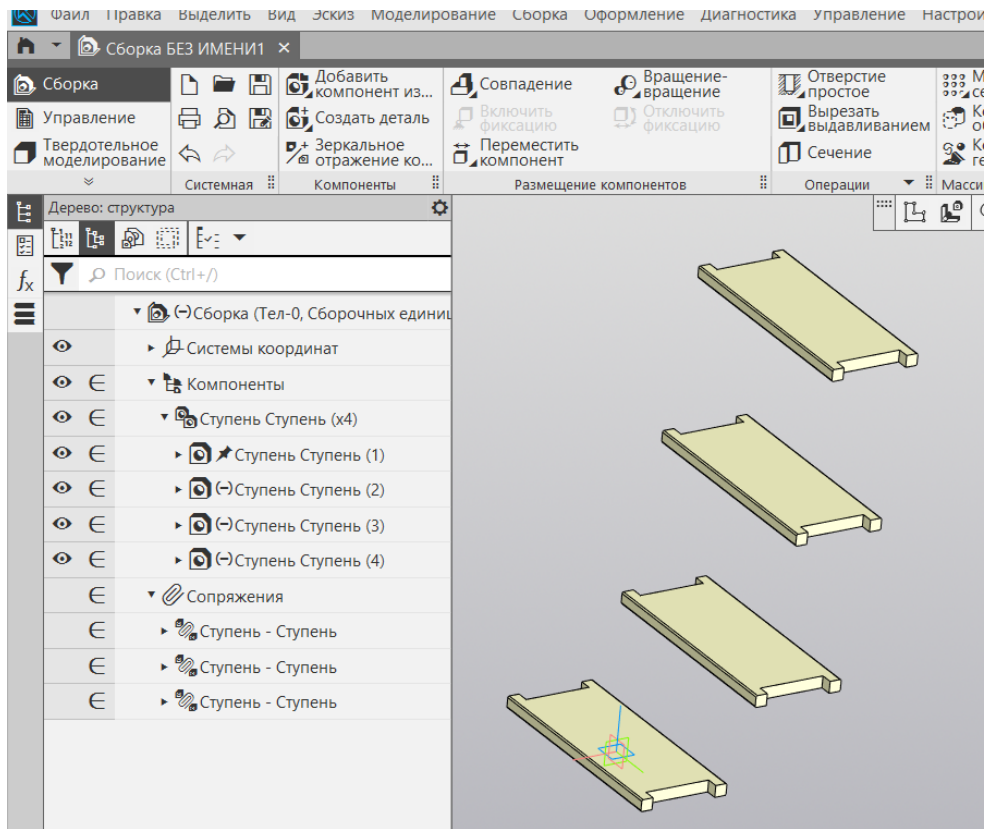 Файл Правка Выделить Вид Эскиз Моделирование Сборка Оформление Диагностика Управление
Сборка БЕЗ ИМЕНИ1 ×
Сборка
Управление
Твердотельное
моделирование
Системная
Добавить
компонент из...
Создать деталь
Зеркальное
отражение ко...
Компоненты
Совпадение
Включить
фиксацию
Переместить
компонент
Вращение-
вращение
Отключить
фиксацию
Размещение компонентов
Отверстие
простое
Вырезать
выдавливанием
Сечение
Операции
Дерево: структура
Поиск (Ctrl+/)
(-)Сборка (Тел-0, Сборочных
Системы координат
Компоненты
Ступень Ступень (x4)
Ступень Ступень (1)
(-)Ступень Ступень (2)
(-)Ступень Ступень (3)
(-)Ступень Ступень (4)
Сопряжения
Ступень - Ступень
Ступень - Ступень
Ступень - Ступень